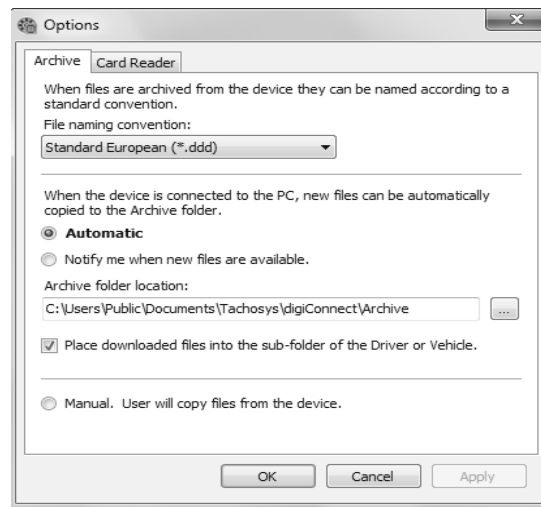 Options
Archive
Card Reader
When files are archived from the device they can be named according to a
standard convention.
File naming convention:
Standard European (*.ddd)
When the device is connected to the PC, new files can be automatically
copied to the Archive folder.
Automatic
Notify me when new files are available.
Archive folder location:
C:\Users\Public\Documents\Tachosys\digiConnect\Archive
...
Place downloaded files into the sub-folder of the Driver or Vehicle.
Manual. User will copy files from the device.
OK
Cancel
Apply